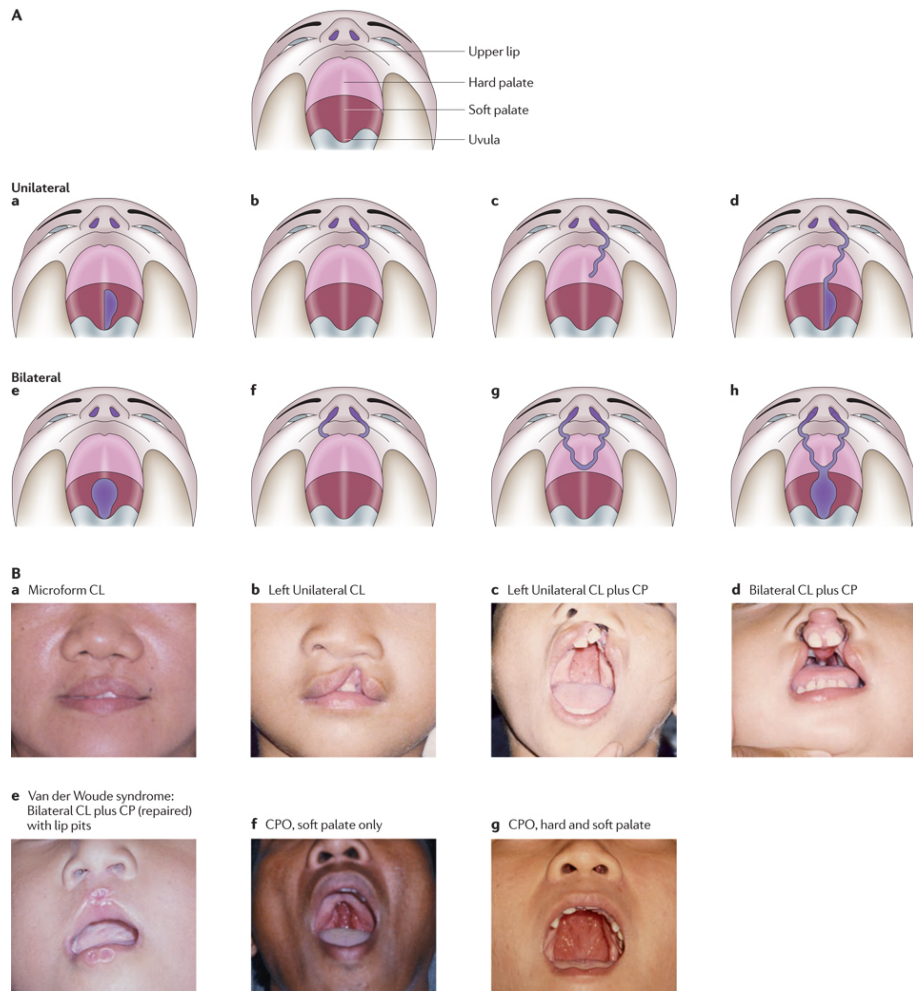 A
Upper lip
Hard palate
Soft palate
Uvula
Unilateral
a
b
c
d
Bilateral
e
f
g
h
B
a Microform CL
b Left Unilateral CL
c Left Unilateral CL plus CP
d Bilateral CL plus CP
e Van der Woude syndrome:
Bilateral CL plus CP (repaired)
with lip pits
f CPO, soft palate only
g CPO, hard and soft palate